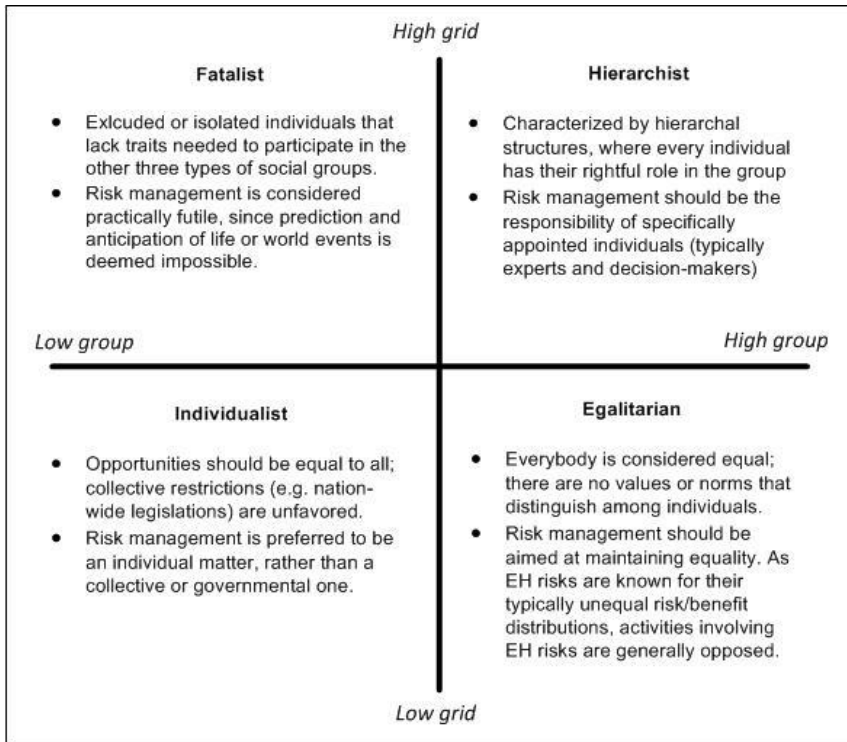 High grid
Fatalist
● Exlcuded or isolated individuals that
lack traits needed to participate in the
other three types of social groups.
● Risk management is considered
practically futile, since prediction and
anticipation of life or world events is
deemed impossible.
Hierarchist
● Characterized by hierarchal
structures, where every individual
has their rightful role in the group
● Risk management should be the
responsibility of specifically
appointed individuals (typically
experts and decision-makers)
Low group
High group
Individualist
● Opportunities should be equal to all;
collective restrictions (e.g. nation-
wide legislations) are unfavored.
● Risk management is preferred to be
an individual matter, rather than a
collective or governmental one.
Egalitarian
● Everybody is considered equal;
there are no values or norms that
distinguish among individuals.
● Risk management should be
aimed at maintaining equality. As
EH risks are known for their
typically unequal risk/benefit
distributions, activities involving
EH risks are generally opposed.
Low grid